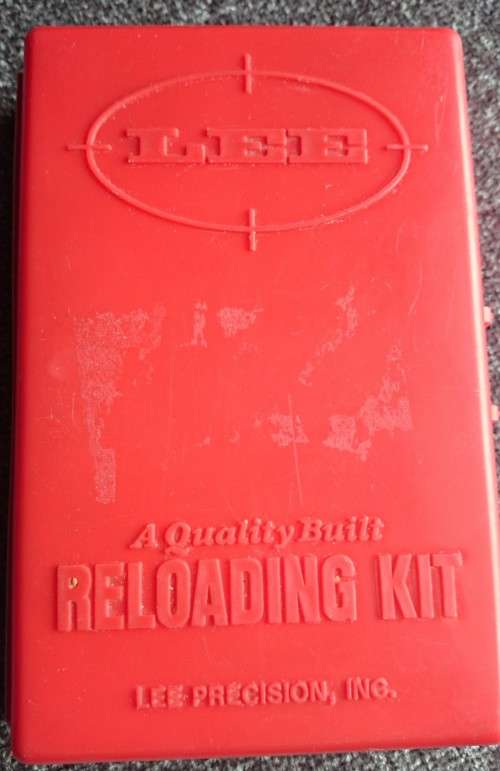 LEE
A Quality Built
RELOADING KIT
LEE PRECISION, INC.